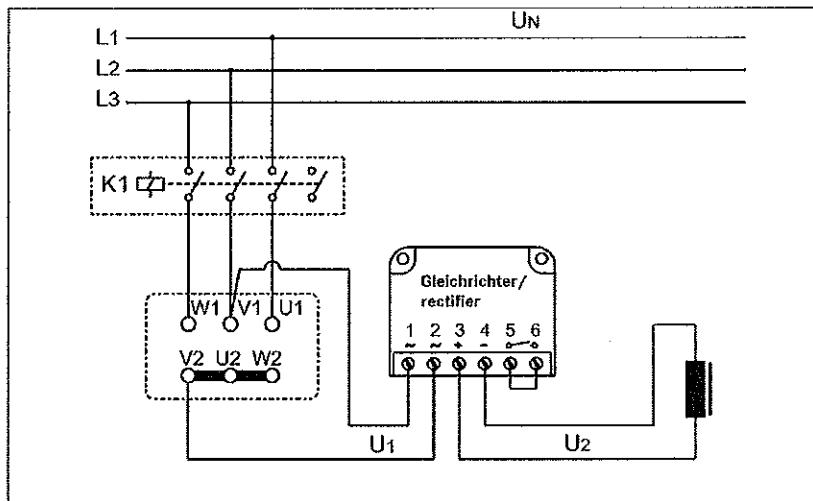 UN
L1
L2
L3
K1
W1 V1 U1
V2 U2 W2
Gleichrichter/
rectifier
1 2 3 4 5 6
~ ~ + -
U1
U2